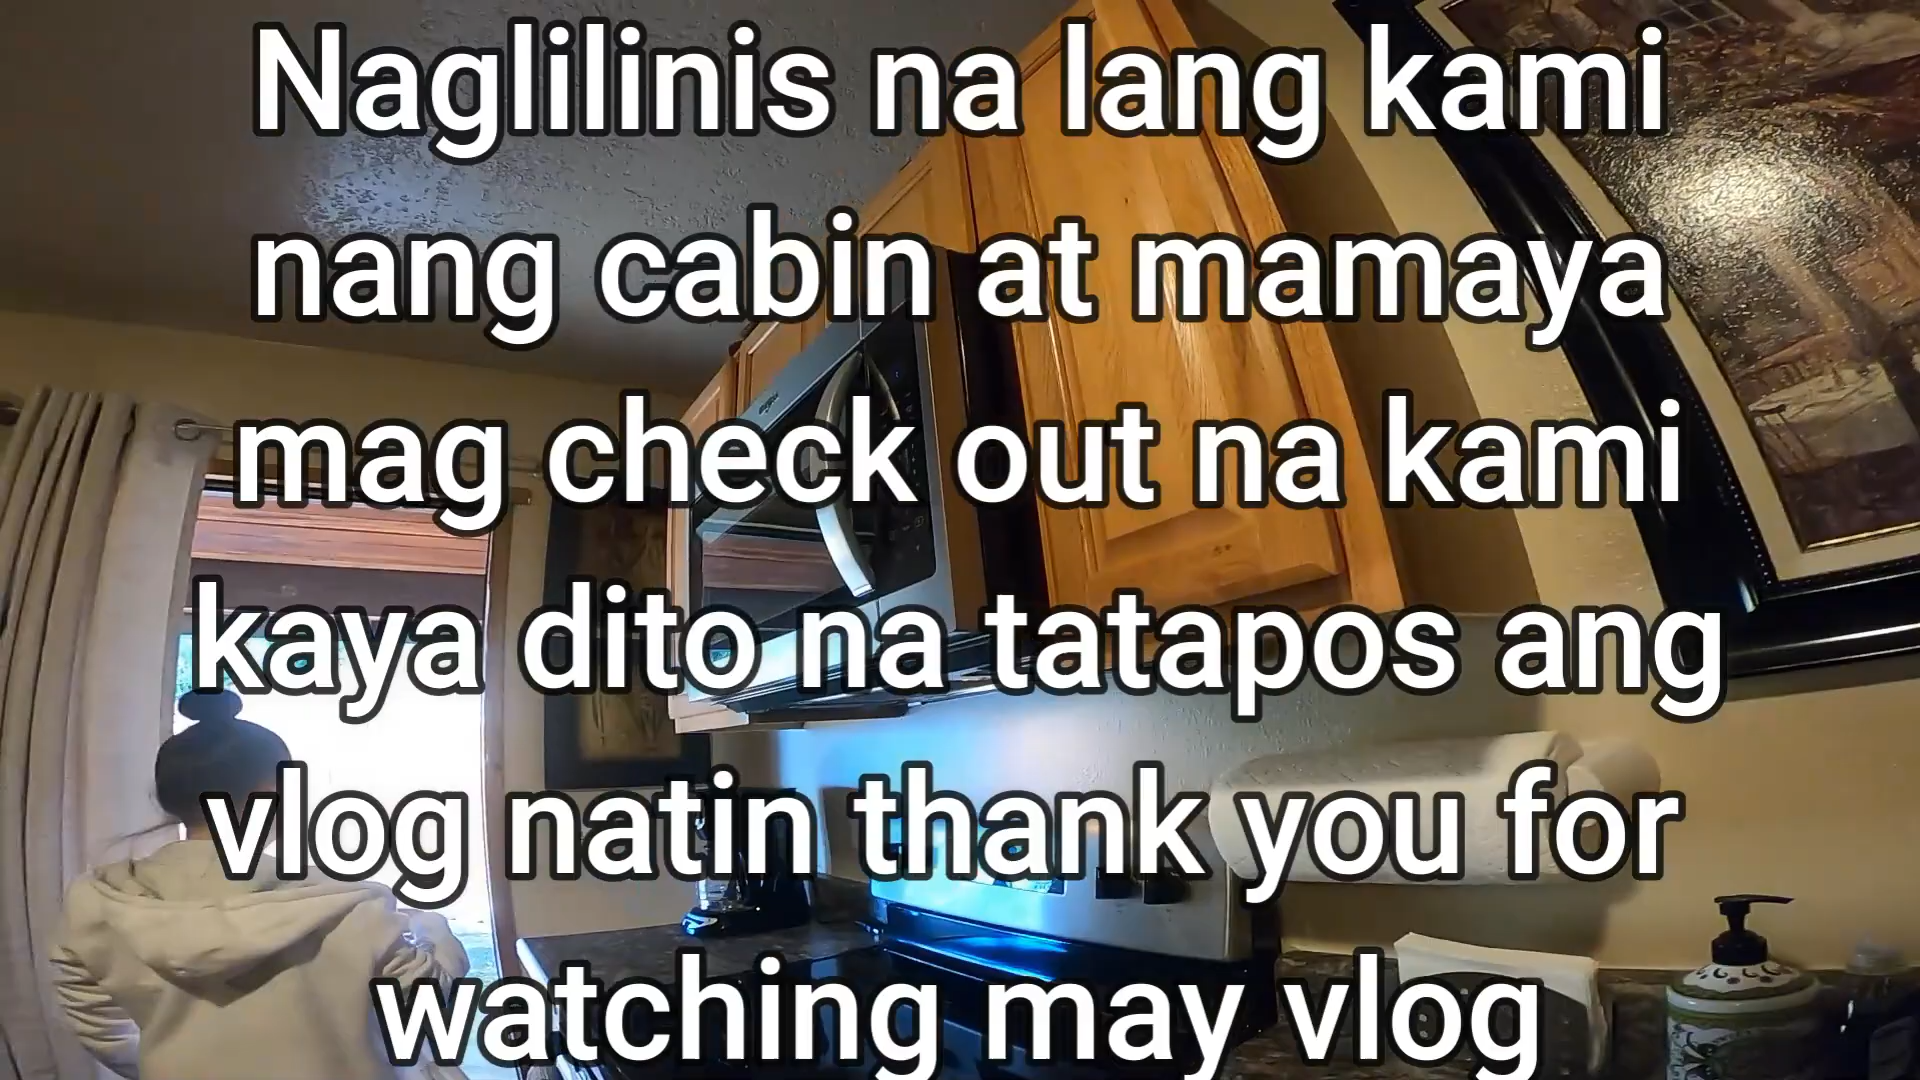 Naglilinis na lang kami
nang cabin at mamaya
mag check out na kami
kaya dito na tatapos ang
vlog natin thank you for
watching may vlog